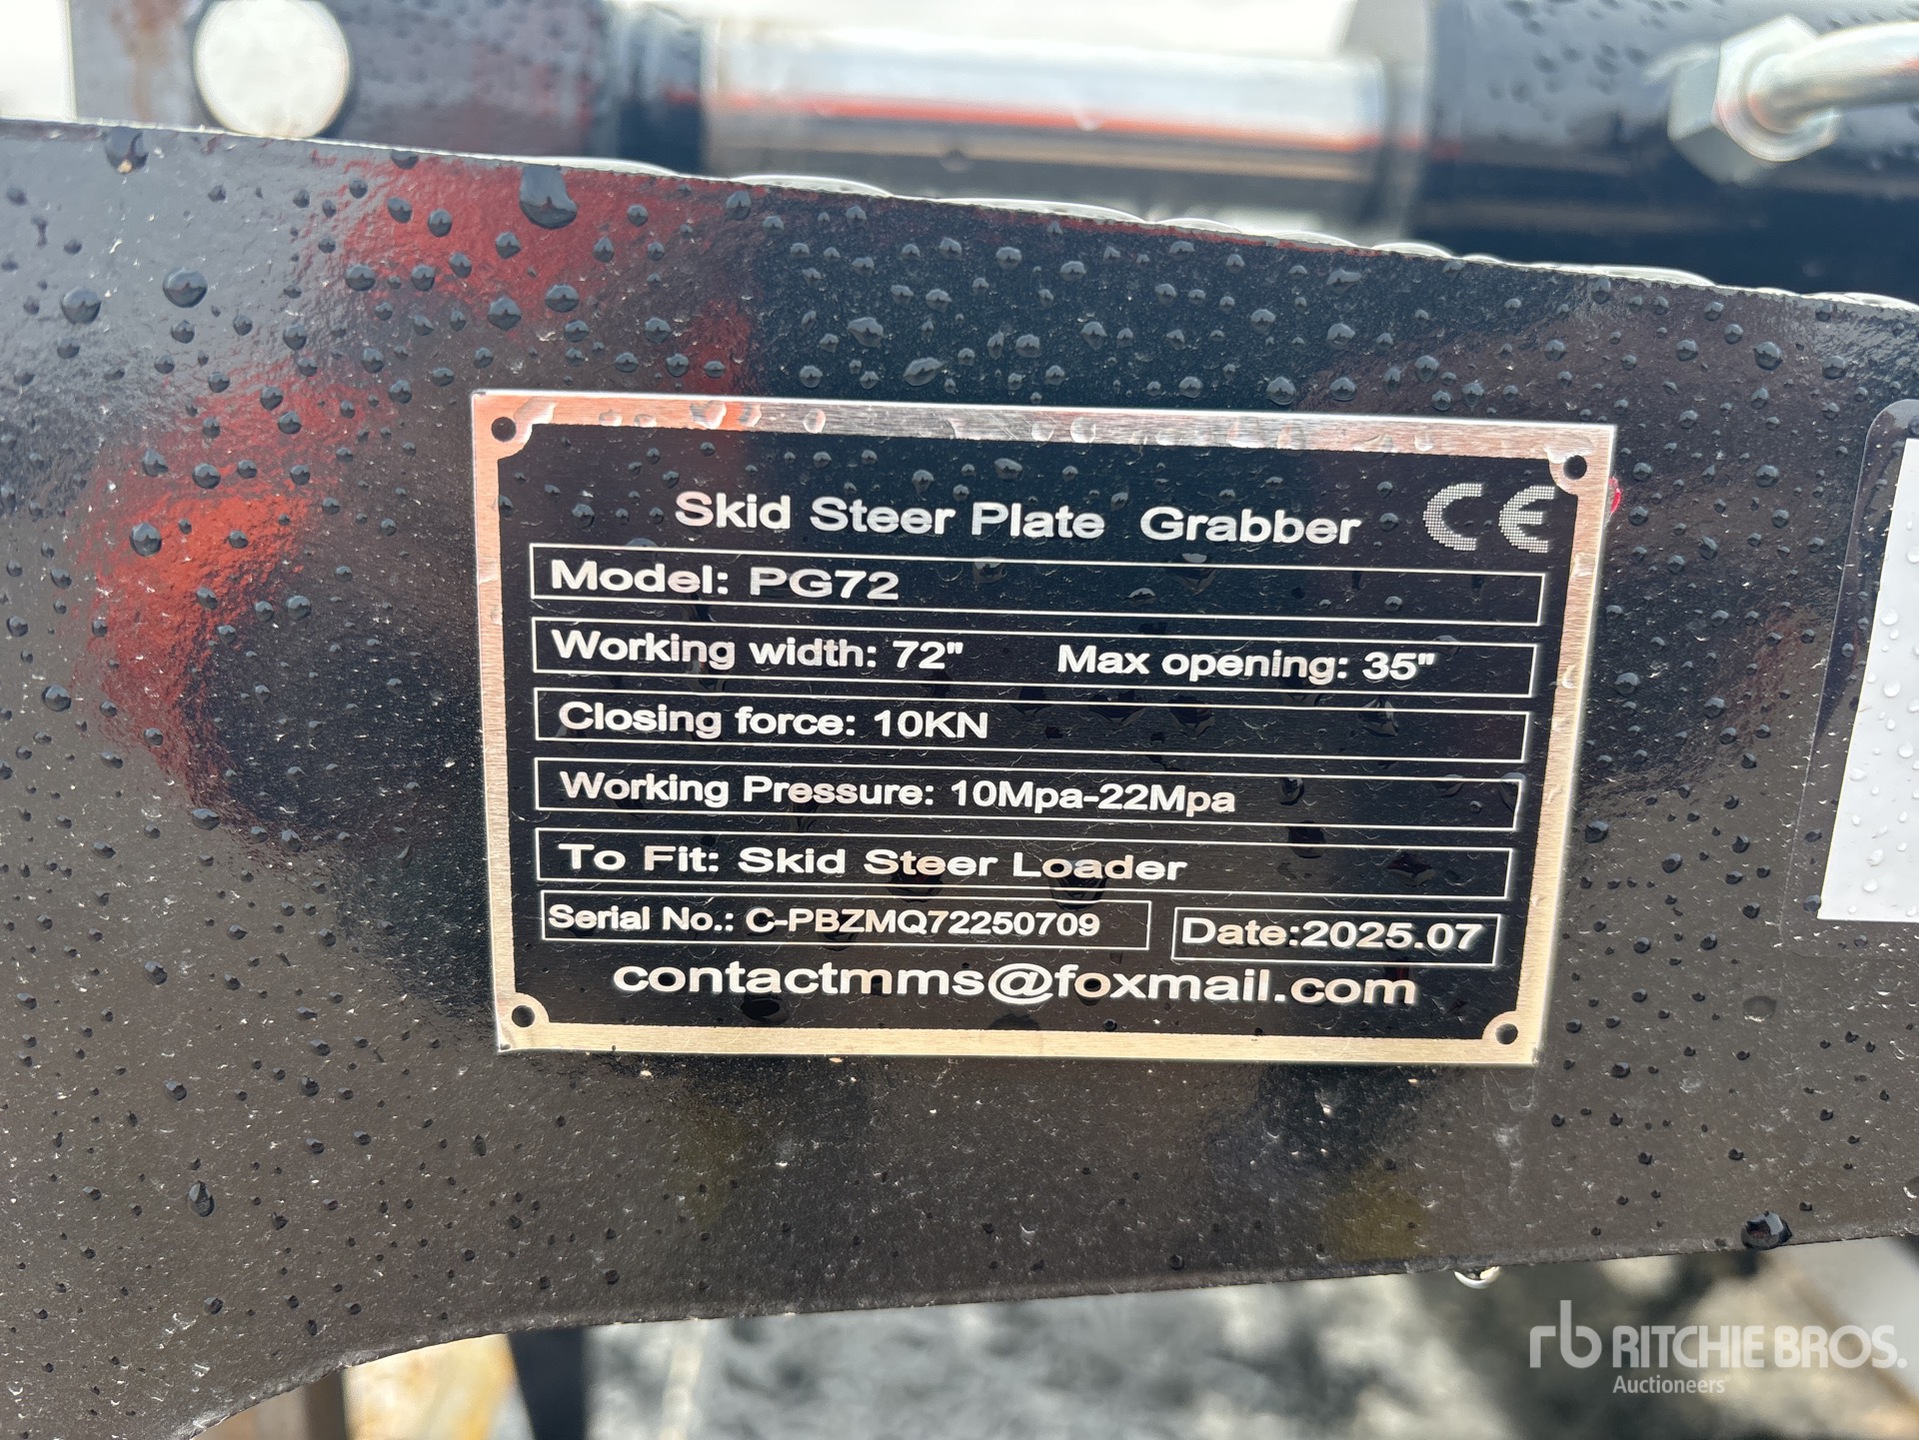 Skid Steer Plate Grabber CE
Model: PG72
Working width: 72" Max opening: 35"
Closing force: 10KN
Working Pressure: 10Mpa-22Mpa
To Fit: Skid Steer Loader
Serial No.: C-PBZMQ72250709 Date:2025.07
contactmms@foxmail.com
rb RITCHIE BROS.
Auctioneers